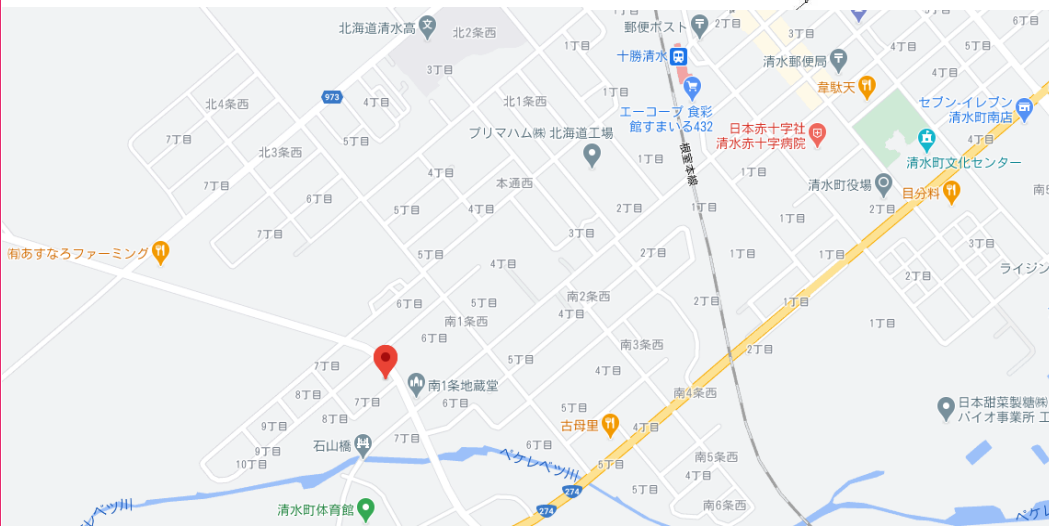 北海道清水高
北2条西
1丁目
郵便ポスト
2丁目
3丁目
6丁目
十勝清水
清水郵便局
4丁目
5丁目
3丁目
973
4丁目
1丁目
エーコープ 食彩
館すまいる432
韋駄天
4丁目
セブン-イレブン
清水町南店
北4条西
7丁目
5丁目
北1条西
プリマハム㈱ 北海道工場
日本赤十字社
清水赤十字病院
4丁目
北3条西
4丁目
1丁目
根室本線
1丁目
清水町文化センター
7丁目
6丁目
5丁目
本通西
4丁目
2丁目
1丁目
1丁目
清水町役場
2丁目
目分料
7丁目
㈲あすなろファーミング
5丁目
4丁目
3丁目
2丁目
1丁目
1丁目
3丁目
2丁目
ライジン
6丁目
5丁目
南2条西
4丁目
2丁目
1丁目
1丁目
南1条西
6丁目
南3条西
2丁目
7丁目
5丁目
4丁目
南1条地蔵堂
8丁目
7丁目
6丁目
5丁目
南4条西
日本甜菜製糖㈱
バイオ事業所 工
8丁目
9丁目
古母里
4丁目
石山橋
7丁目
6丁目
9丁目
10丁目
ペケレベツ川
5丁目
南5条西
4丁目
274
5丁目
清水町体育館
274
南6条西